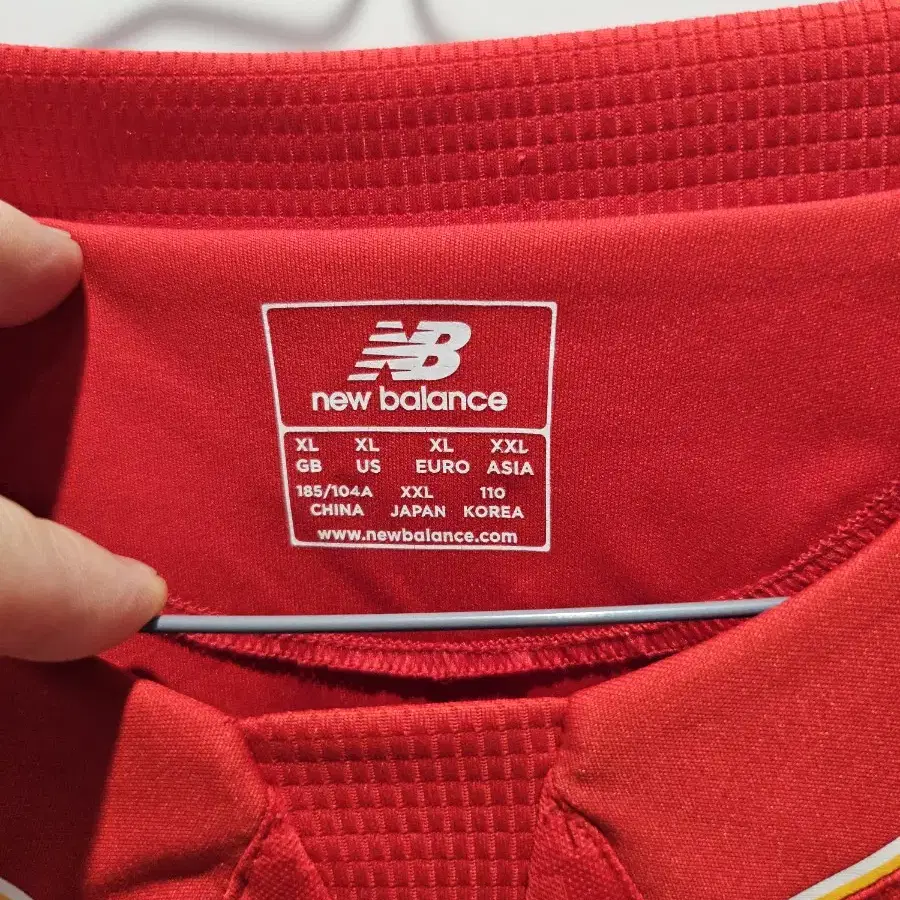 NB
new balance
XL XL XL XXL
GB US EURO ASIA
185/104A XXL 110
CHINA JAPAN KOREA
www.newbalance.com